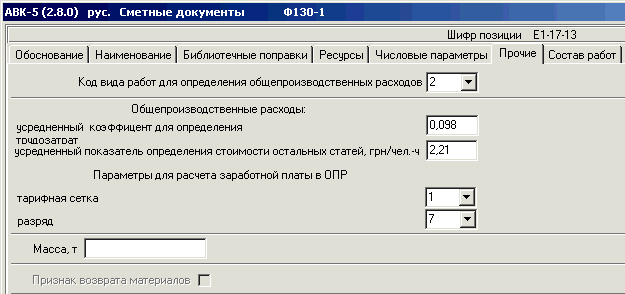 АВК-5 (2.8.0) рус. Сметные документы Ф130-1
Шифр позиции Е1-17-13
Обоснование Наименование Библиотечные поправки Ресурсы Числовые параметры Прочие Состав работ
Код вида работ для определения общепроизводственных расходов 2
Общепроизводственные расходы:
усредненный коэффицент для определения 0,098
трудозатрат
усредненный показатель определения стоимости остальных статей, грн/чел.-ч 2,21
Параметры для расчета заработной платы в ОПР
тарифная сетка 1
разряд 7
Масса, т
Признак возврата материалов